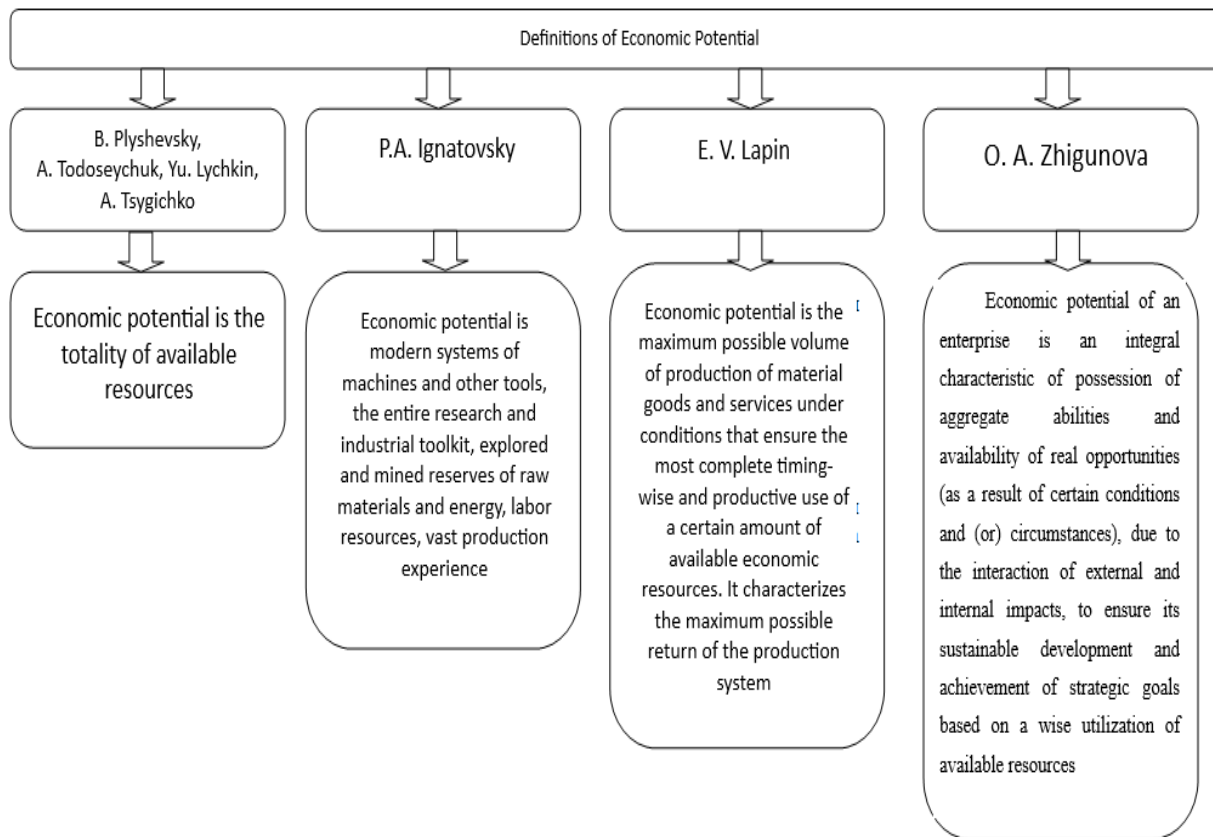 Definitions of Economic Potential
B. Plyshevsky,
A. Todoseychuk, Yu. Lychkin,
A. Tsygichko
P.A. Ignatovsky
E. V. Lapin
O. A. Zhigunova
Economic potential is the
totality of available
resources
Economic potential is
modern systems of
machines and other tools,
the entire research and
industrial toolkit, explored
and mined reserves of raw
materials and energy, labor
resources, vast production
experience
Economic potential is the
maximum possible volume
of production of material
goods and services under
conditions that ensure the
most complete timing-
wise and productive use of
a certain amount of
available economic
resources. It characterizes
the maximum possible
return of the production
system
Economic potential of an
enterprise is an integral
characteristic of possession of
aggregate abilities and
availability of real opportunities
(as a result of certain conditions
and (or) circumstances), due to
the interaction of external and
internal impacts, to ensure its
sustainable development and
achievement of strategic goals
based on a wise utilization of
available resources